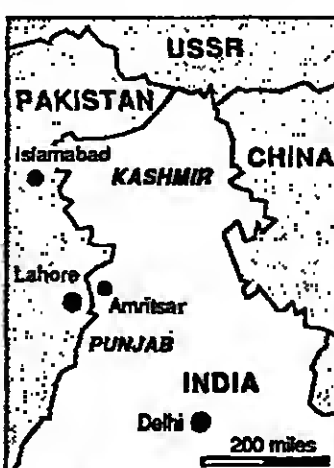 USSR
PAKISTAN
Islamabad
CHINA
KASHMIR
Lahore
Amritsar
PUNJAB
INDIA
Delhi
200 miles